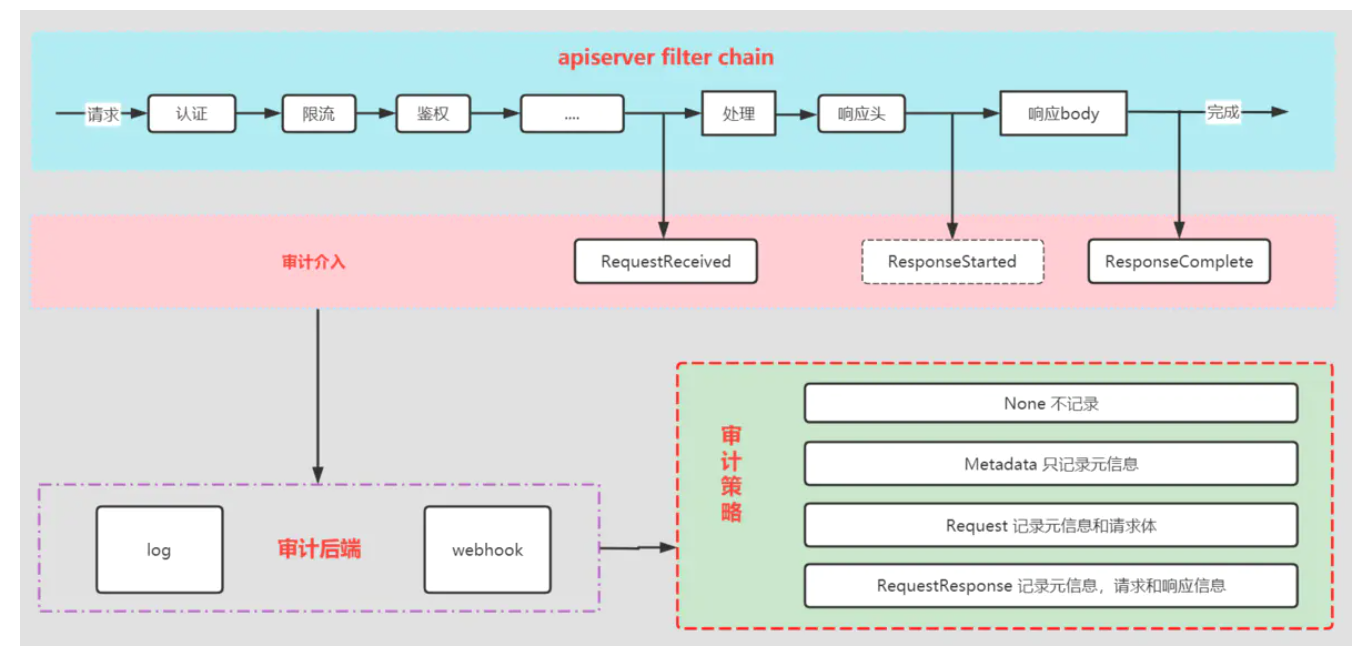 apiserver filter chain
请求
认证
限流
鉴权
....
处理
响应头
响应body
完成
审计介入
RequestReceived
ResponseStarted
ResponseComplete
log
审计后端
webhook
审
计
策
略
None 不记录
Metadata 只记录元信息
Request 记录元信息和请求体
RequestResponse 记录元信息，请求和响应信息